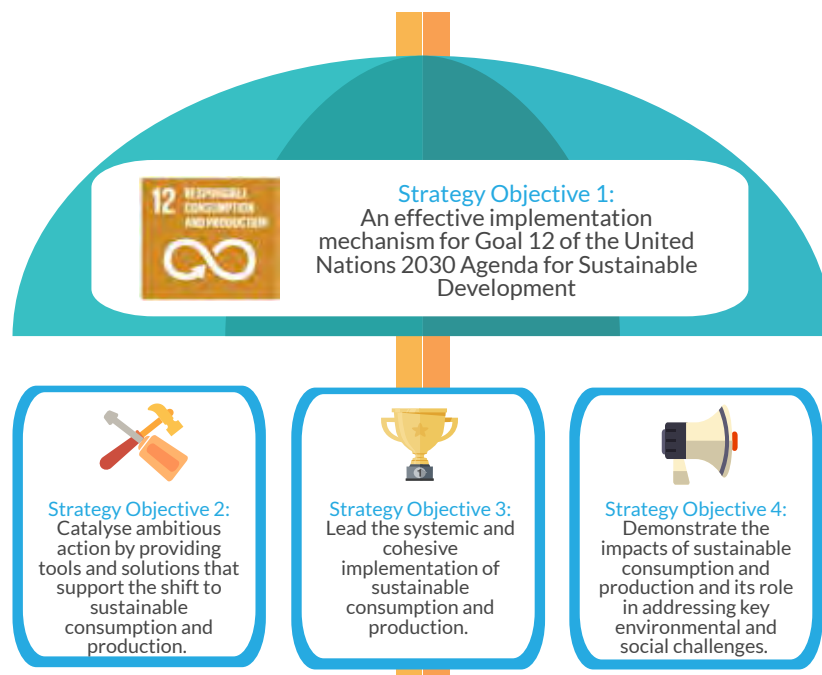 12 RESPONSIBLE
CONSUMPTION
AND PRODUCTION
Strategy Objective 1:
An effective implementation
mechanism for Goal 12 of the United
Nations 2030 Agenda for Sustainable
Development
Strategy Objective 2:
Catalyse ambitious
action by providing
tools and solutions that
support the shift to
sustainable
consumption and
production.
1
Strategy Objective 3:
Lead the systemic and
cohesive
implementation of
sustainable
consumption and
production.
Strategy Objective 4:
Demonstrate the
impacts of sustainable
consumption and
production and its role
in addressing key
environmental and
social challenges.